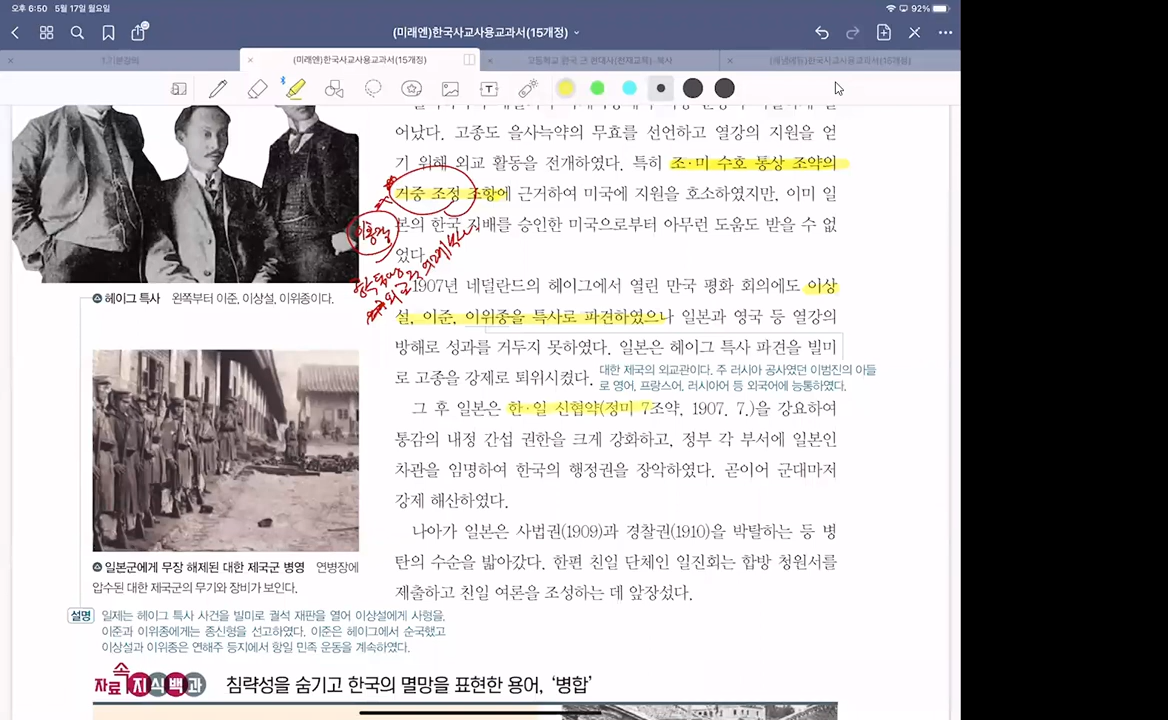 오후 6:50 5월 17일 월요일
92%
(미래엔)한국사교사용교과서(15개정)
(미래엔)한국사교사용교과서(15개정)
어났다. 고종도 을사늑약의 무효를 선언하고 열강의 지원을 얻
기 위해 외교 활동을 전개하였다. 특히 조·미 수호 통상 조약의
거중 조정 조항에 근거하여 미국에 지원을 호소하였지만, 이미 일
본의 한국 지배를 승인한 미국으로부터 아무런 도움도 받을 수 없
었다.
1907년 네덜란드의 헤이그에서 열린 만국 평화 회의에도 이상
설, 이준, 이위종을 특사로 파견하였으나 일본과 영국 등 열강의
방해로 성과를 거두지 못하였다. 일본은 헤이그 특사 파견을 빌미
로 고종을 강제로 퇴위시켰다.
대한 제국의 외교관이다. 주 러시아 공사였던 이범진의 아들
로 영어, 프랑스어, 러시아어 등 외국어에 능통하였다.
그 후 일본은 한·일 신협약(정미 7조약, 1907. 7.)을 강요하여
통감의 내정 간섭 권한을 크게 강화하고, 정부 각 부서에 일본인
차관을 임명하여 한국의 행정권을 장악하였다. 곧이어 군대마저
강제 해산하였다.
나아가 일본은 사법권(1909)과 경찰권(1910)을 박탈하는 등 병
탄의 수순을 밟아갔다. 한편 친일 단체인 일진회는 합방 청원서를
제출하고 친일 여론을 조성하는 데 앞장섰다.
헤이그 특사 왼쪽부터 이준, 이상설, 이위종이다.
일본군에게 무장 해제된 대한 제국군 병영 연병장에
압수된 대한 제국군의 무기와 장비가 보인다.
설명 일제는 헤이그 특사 사건을 빌미로 궐석 재판을 열어 이상설에게 사형을,
이준과 이위종에게는 종신형을 선고하였다. 이준은 헤이그에서 순국했고
이상설과 이위종은 연해주 등지에서 항일 민족 운동을 계속하였다.
자료 속 지식백과 침략성을 숨기고 한국의 멸망을 표현한 용어, ‘병합’